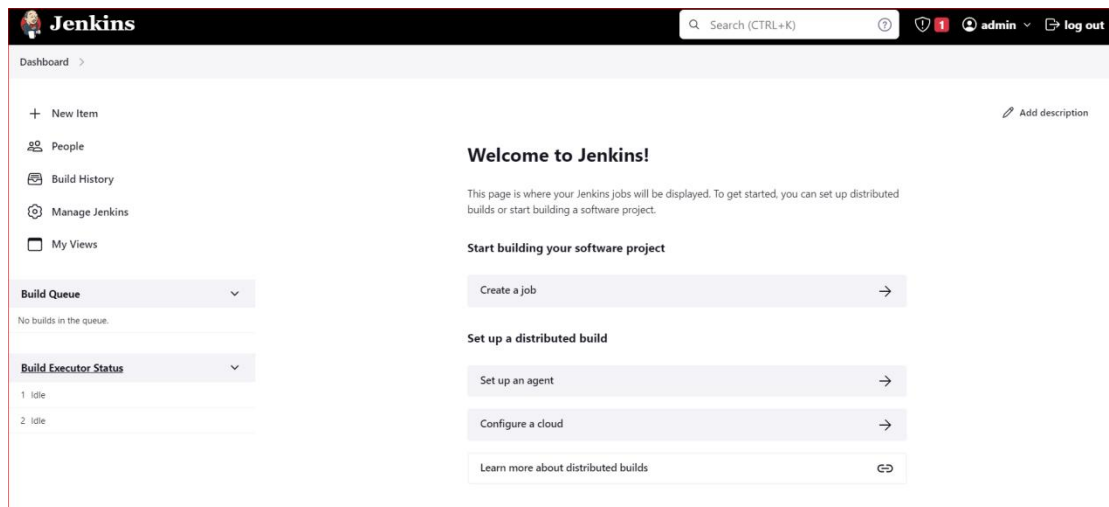 Jenkins
Search (CTRL+K)
?
1
admin
log out
Dashboard
New Item
People
Build History
Manage Jenkins
My Views
Build Queue
No builds in the queue.
Build Executor Status
1 Idle
2 Idle
Add description
Welcome to Jenkins!
This page is where your Jenkins jobs will be displayed. To get started, you can set up distributed
builds or start building a software project.
Start building your software project
Create a job
Set up a distributed build
Set up an agent
Configure a cloud
Learn more about distributed builds